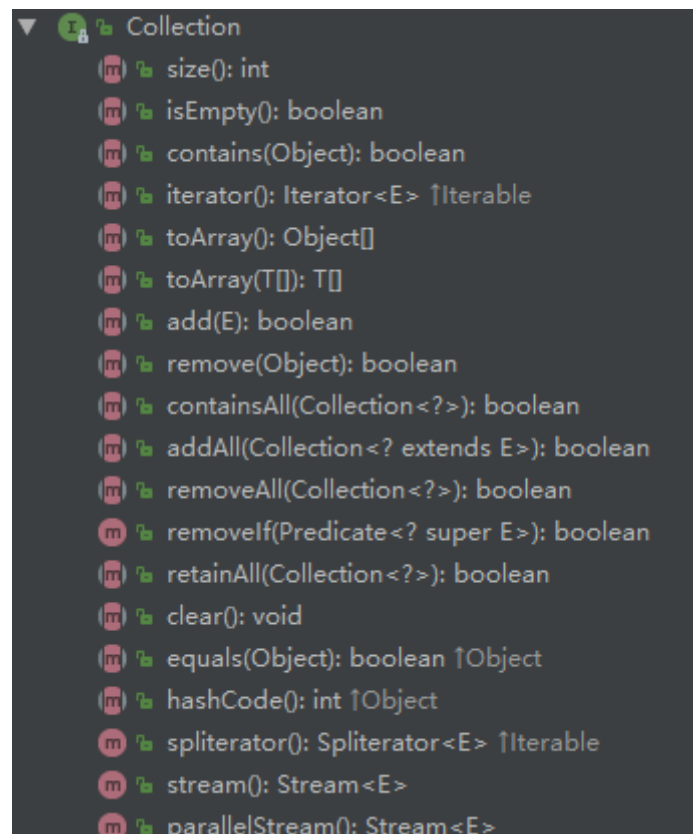 Collection
size(): int
isEmpty(): boolean
contains(Object): boolean
iterator(): Iterator<E> ↑Iterable
toArray(): Object[]
toArray(T[]): T[]
add(E): boolean
remove(Object): boolean
containsAll(Collection<?>): boolean
addAll(Collection<? extends E>): boolean
removeAll(Collection<?>): boolean
removeIf(Predicate<? super E>): boolean
retainAll(Collection<?>): boolean
clear(): void
equals(Object): boolean ↑Object
hashCode(): int ↑Object
spliterator(): Spliterator<E> ↑Iterable
stream(): Stream<E>
parallelStream(): Stream<E>